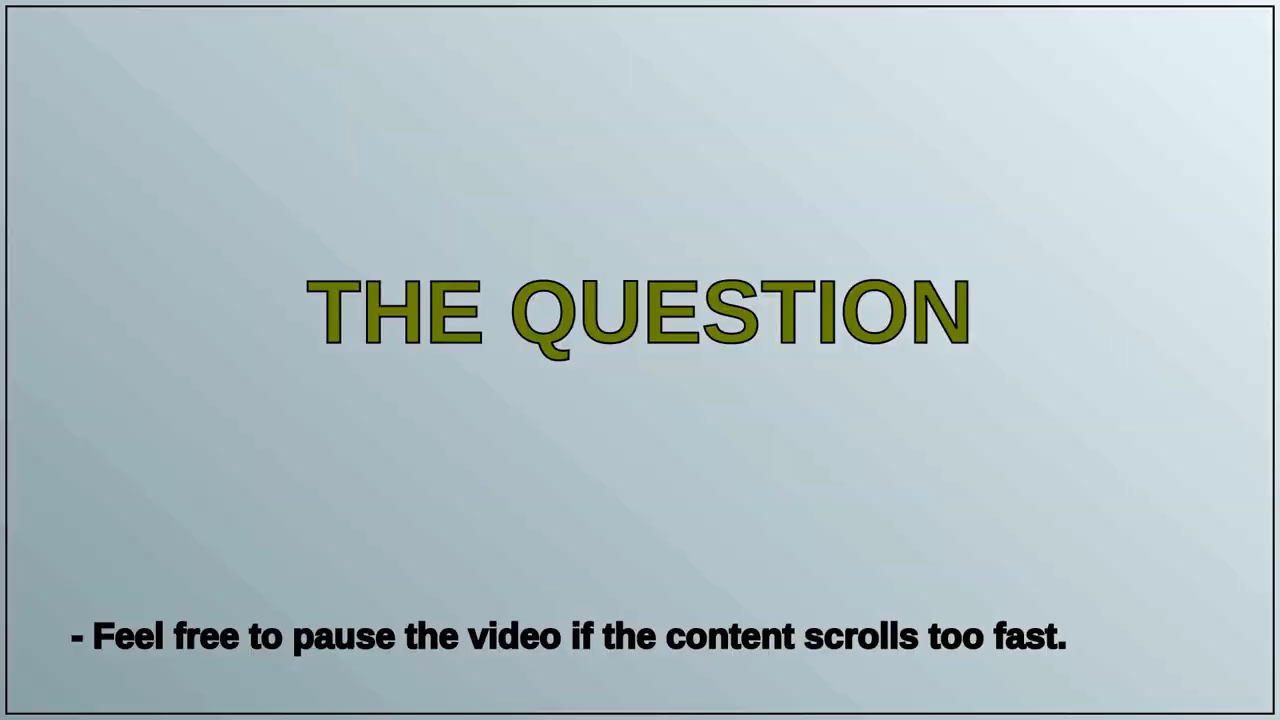 THE QUESTION
- Feel free to pause the video if the content scrolls too fast.